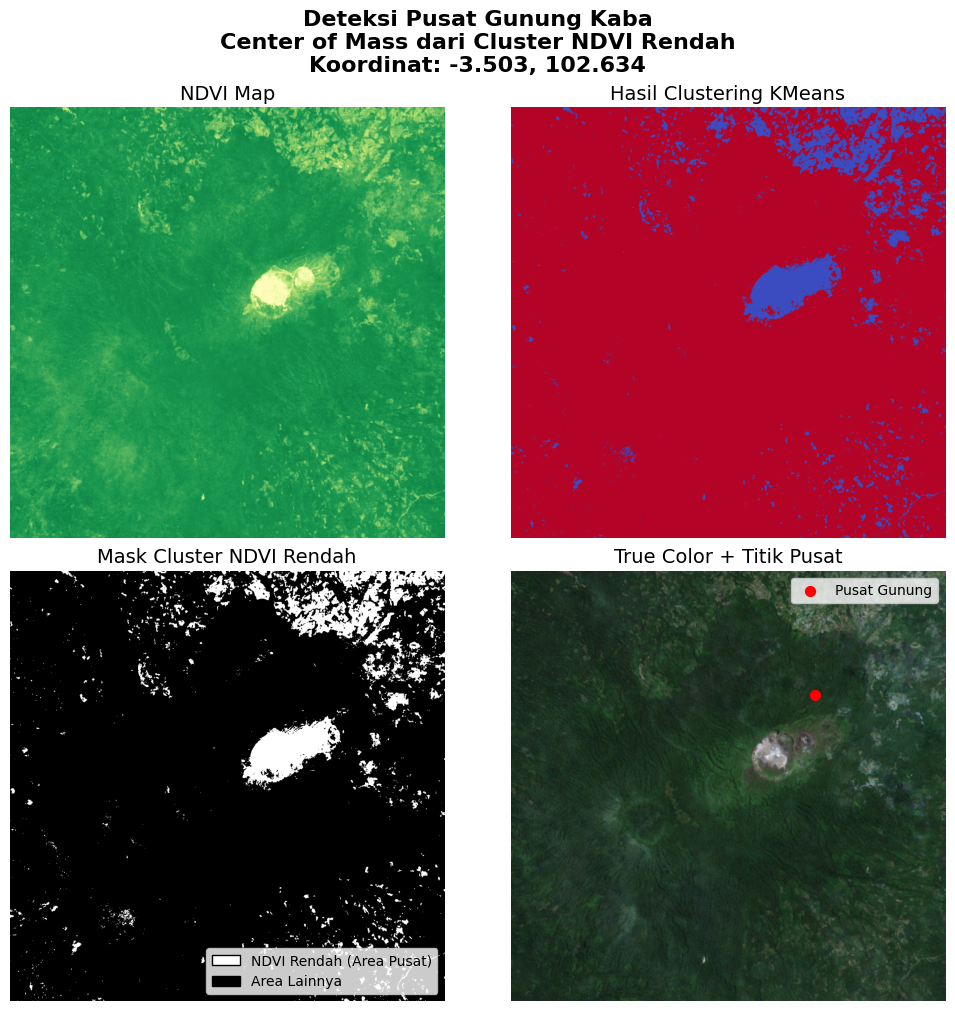 Deteksi Pusat Gunung Kaba
Center of Mass dari Cluster NDVI Rendah
Koordinat: -3.503, 102.634
NDVI Map
Hasil Clustering KMeans
Mask Cluster NDVI Rendah
NDVI Rendah (Area Pusat)
Area Lainnya
True Color + Titik Pusat
Pusat Gunung